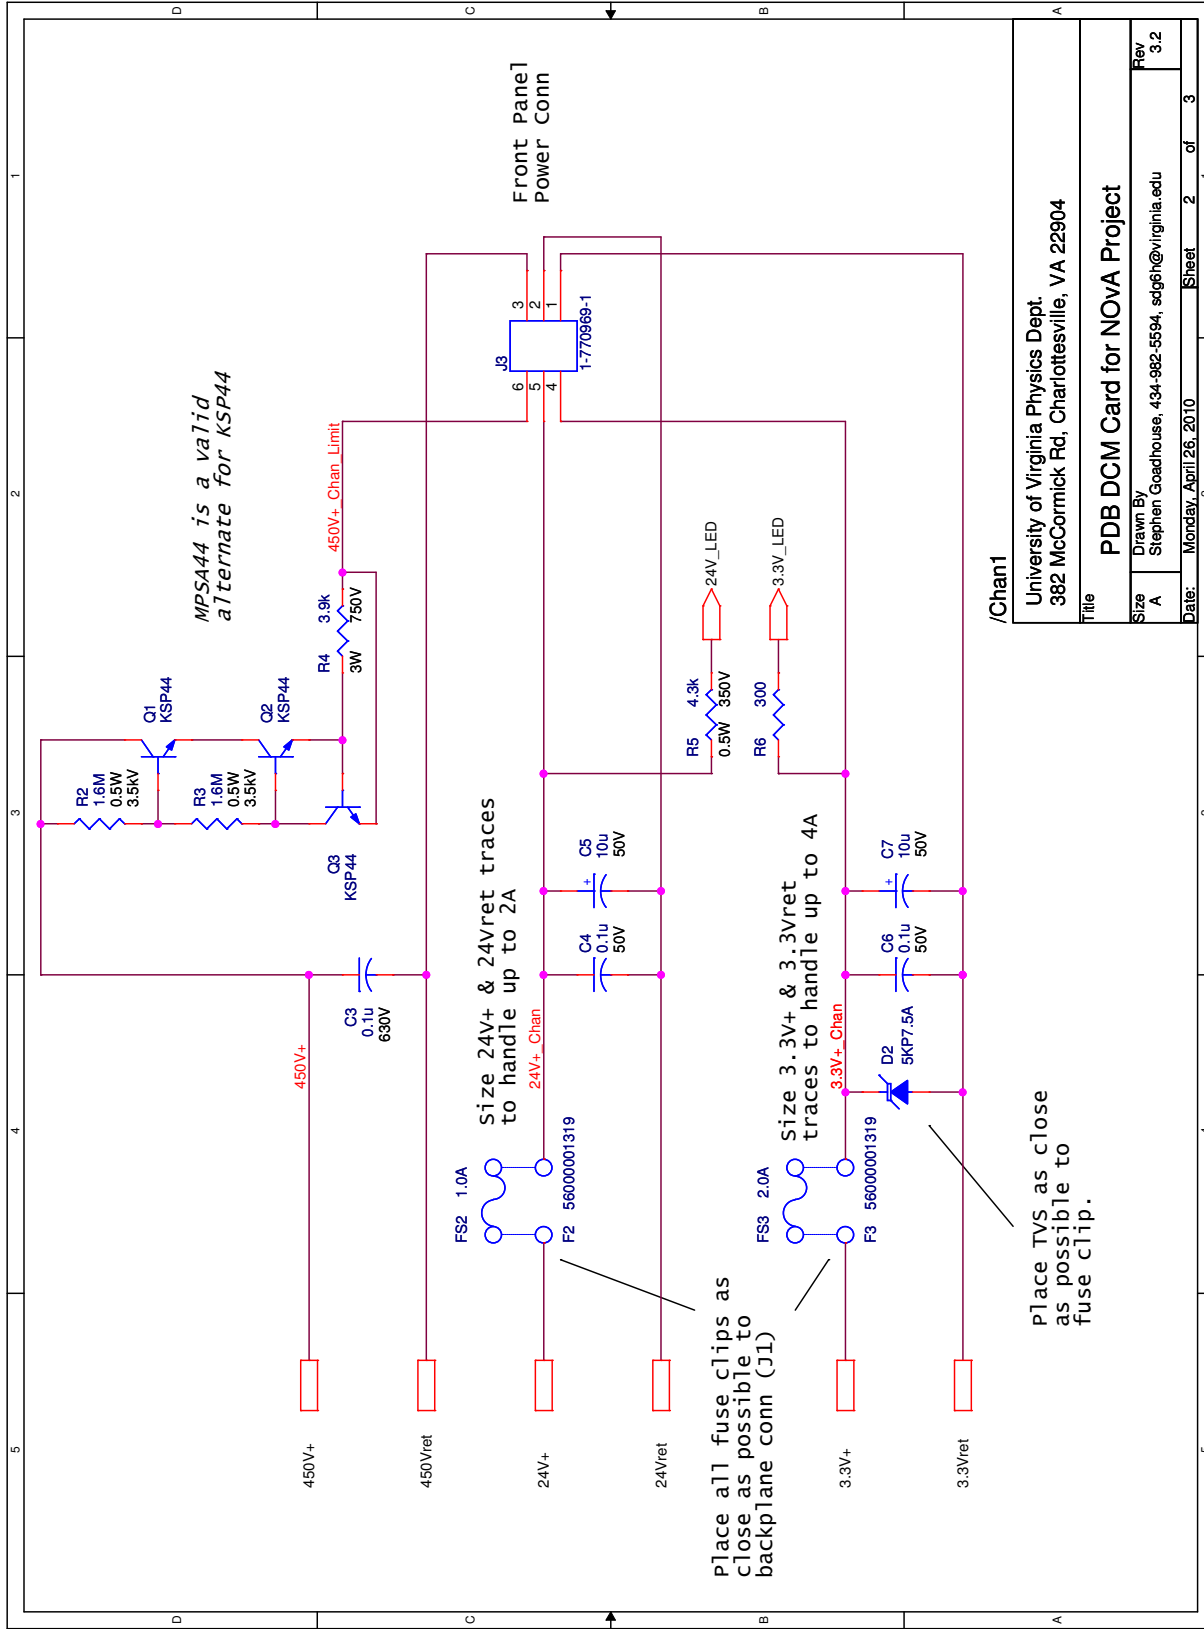 5
4
3
2
1
D
C
B
A
D
C
B
A
5
3
2
1
MPSA44 is a valid
alternate for KSP44
R2
1.6M
0.5W
3.5kV
R3
1.6M
0.5W
3.5kV
Q1
KSP44
Q2
KSP44
Q3
KSP44
R4
3.9k
3W
750V
450V+_Chan_Limit
450V+
C3
0.1u
630V
450V+
450Vret
24V+
24Vret
3.3V+
3.3Vret
Size 24V+ & 24Vret traces
to handle up to 2A
24V+_Chan
FS2
1.0A
F2
56000001319
C4
0.1u
50V
C5
10u
50V
+
R5
4.3k
0.5W
350V
24V_LED
R6
300
3.3V_LED
Size 3.3V+ & 3.3Vret
traces to handle up to 4A
3.3V+_Chan
FS3
2.0A
F3
56000001319
D2
5KP7.5A
C6
0.1u
50V
C7
10u
50V
+
J3
6
5
4
3
2
1
1-770969-1
Front Panel
Power Conn
Place all fuse clips as
close as possible to
backplane conn (J1)
Place TVS as close
as possible to
fuse clip.
/Chan1
University of Virginia Physics Dept.
382 McCormick Rd, Charlottesville, VA 22904
Title
PDB DCM Card for NOvA Project
Size
A
Drawn By
Stephen Goadhouse, 434-982-5594, sdg6h@virginia.edu
Rev
3.2
Date:
Monday, April 26, 2010
Sheet
2
of
3